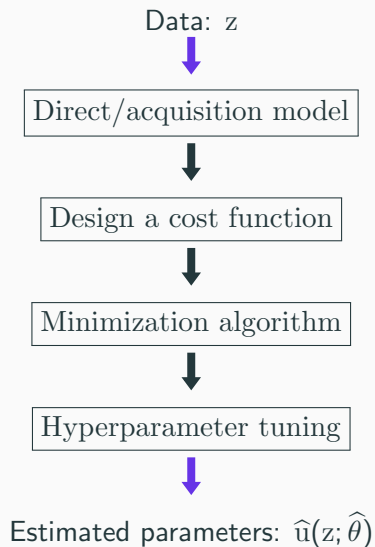 Data: z
Direct/acquisition model
Design a cost function
Minimization algorithm
Hyperparameter tuning
Estimated parameters: û(z; θ̂)